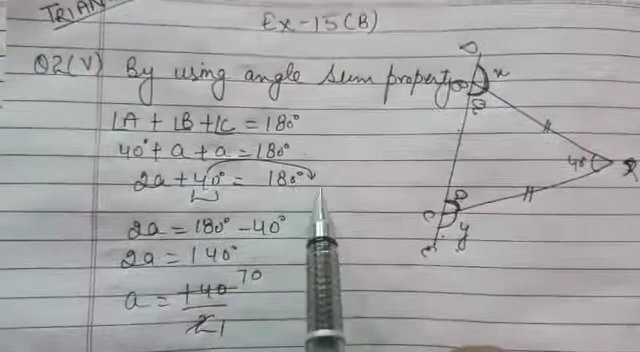 TRIAN
Ex-15(B)
Q2(V) By using angle sum property
∠A + ∠B + ∠C = 180°
40° + a + a = 180°
2a + 40° = 180°
2a = 180° - 40°
2a = 140°
a = 140 70
2 1
x
40°
y